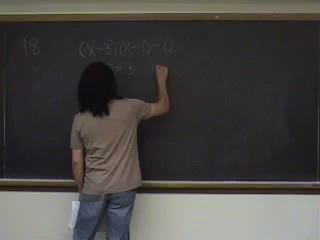 18 (x-3)(x-1)=0
= 3